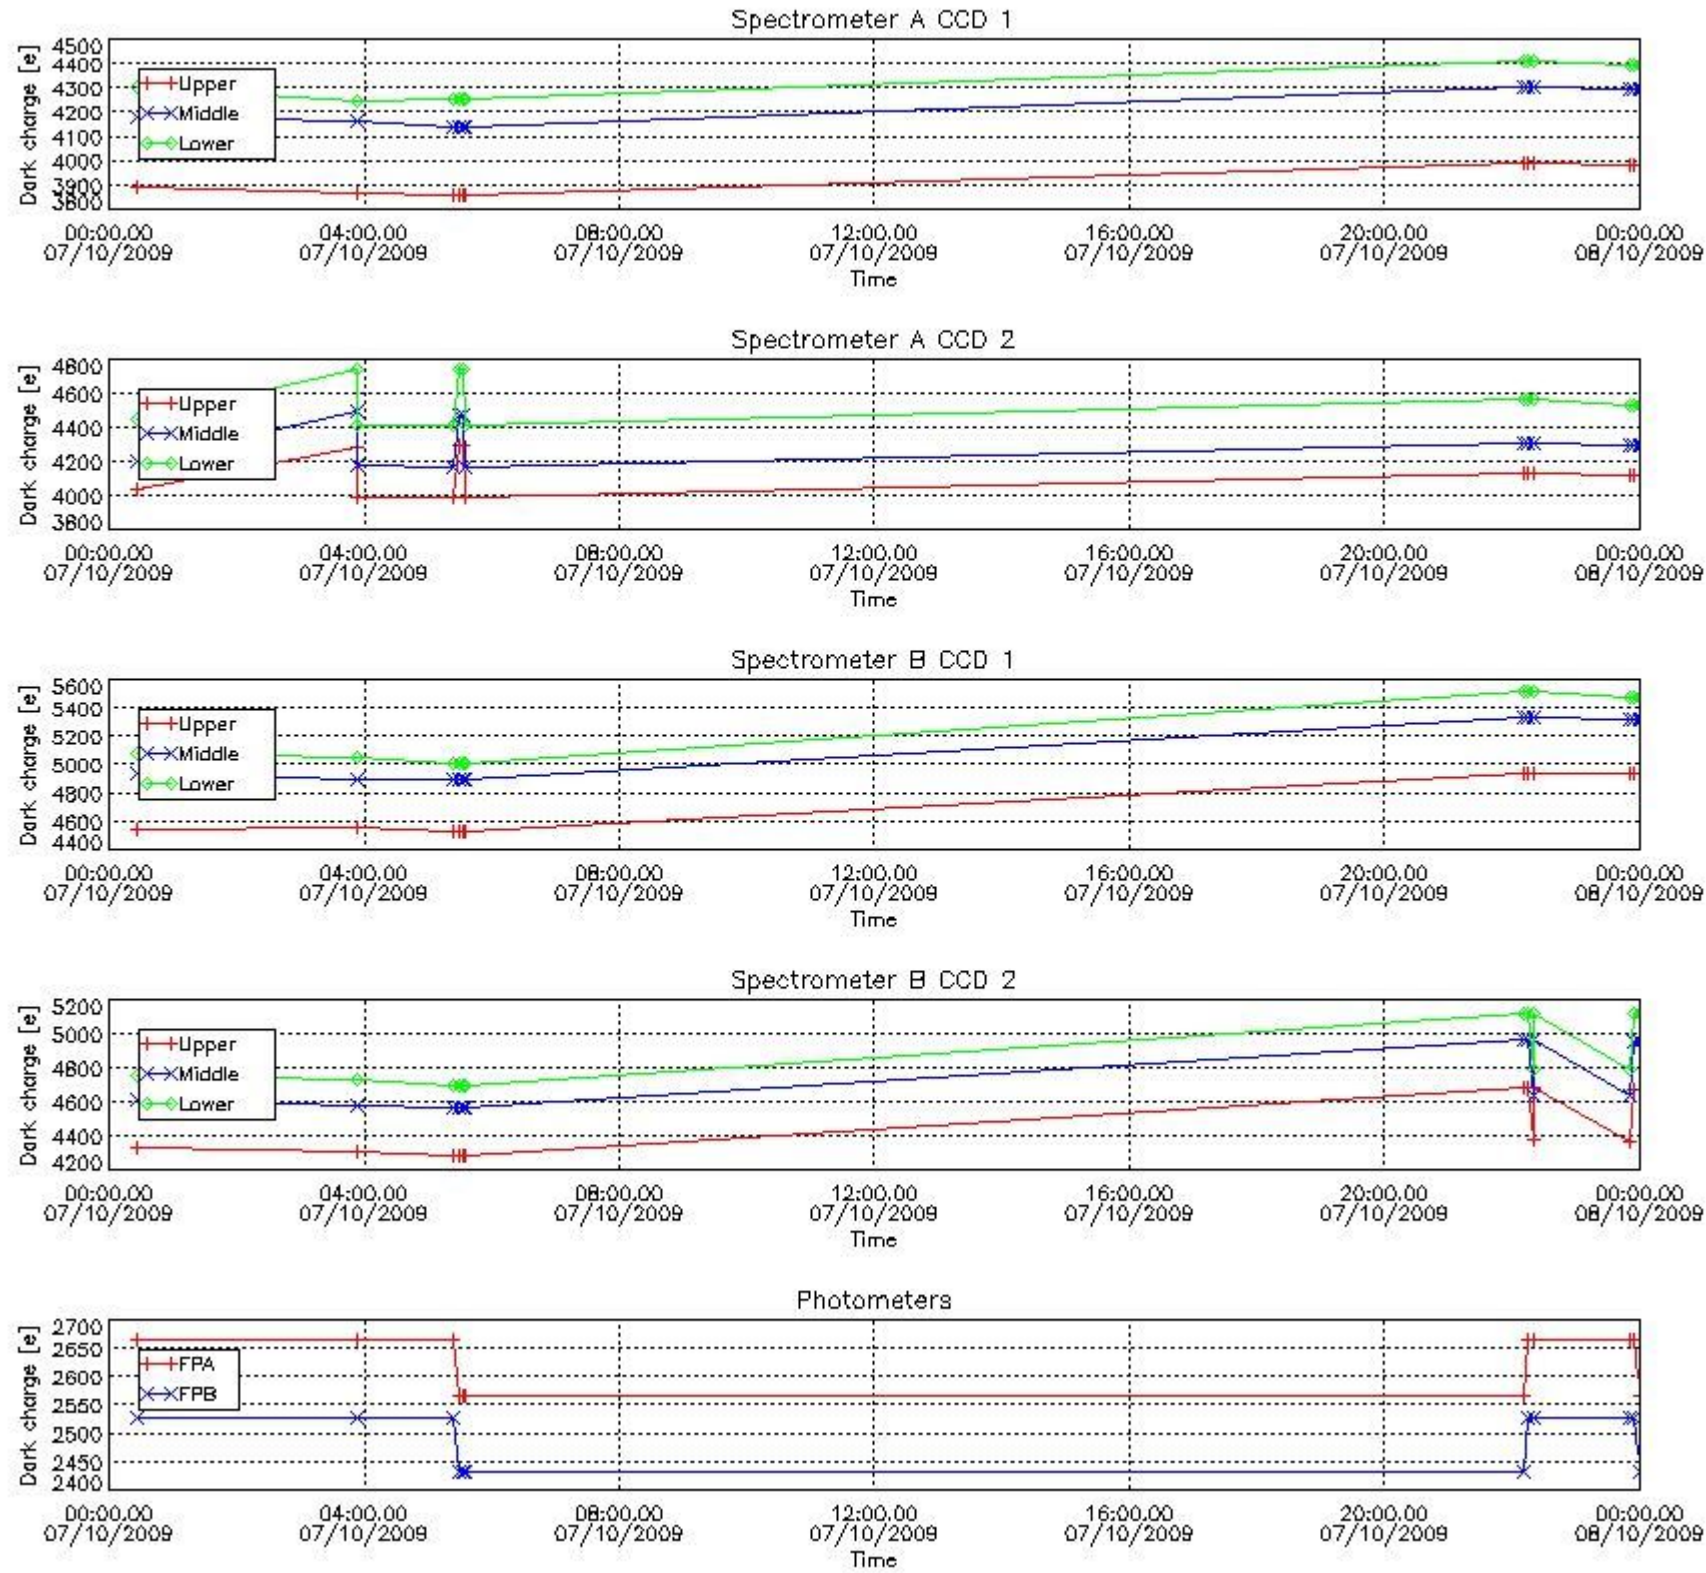 Spectrometer A CCD 1
Dark charge [e]
4500
4400
4300
4200
4100
4000
3900
3800
Upper
Middle
Lower
00:00.00 04:00.00 08:00.00 12:00.00 16:00.00 20:00.00 00:00.00
07/10/2009 07/10/2009 07/10/2009 07/10/2009 07/10/2009 07/10/2009 08/10/2009
Time
Spectrometer A CCD 2
Dark charge [e]
4800
4600
4400
4200
4000
3800
Upper
Middle
Lower
00:00.00 04:00.00 08:00.00 12:00.00 16:00.00 20:00.00 00:00.00
07/10/2009 07/10/2009 07/10/2009 07/10/2009 07/10/2009 07/10/2009 08/10/2009
Time
Spectrometer B CCD 1
Dark charge [e]
5600
5400
5200
5000
4800
4600
4400
Upper
Middle
Lower
00:00.00 04:00.00 08:00.00 12:00.00 16:00.00 20:00.00 00:00.00
07/10/2009 07/10/2009 07/10/2009 07/10/2009 07/10/2009 07/10/2009 08/10/2009
Time
Spectrometer B CCD 2
Dark charge [e]
5200
5000
4800
4600
4400
4200
Upper
Middle
Lower
00:00.00 04:00.00 08:00.00 12:00.00 16:00.00 20:00.00 00:00.00
07/10/2009 07/10/2009 07/10/2009 07/10/2009 07/10/2009 07/10/2009 08/10/2009
Time
Photometers
Dark charge [e]
2700
2650
2600
2550
2500
2450
2400
FPA
FPB
00:00.00 04:00.00 08:00.00 12:00.00 16:00.00 20:00.00 00:00.00
07/10/2009 07/10/2009 07/10/2009 07/10/2009 07/10/2009 07/10/2009 08/10/2009
Time